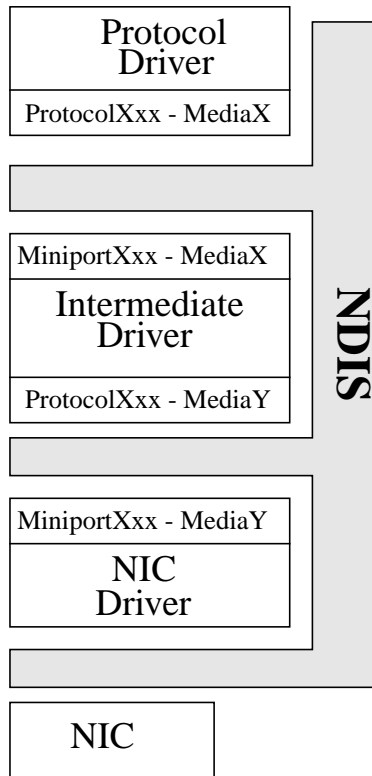 Protocol
Driver
ProtocolXxx - MediaX
MiniportXxx - MediaX
Intermediate
Driver
ProtocolXxx - MediaY
NDIS
MiniportXxx - MediaY
NIC
Driver
NIC